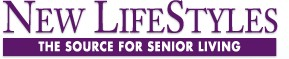 NEW LIFESTYLES
THE SOURCE FOR SENIOR LIVING